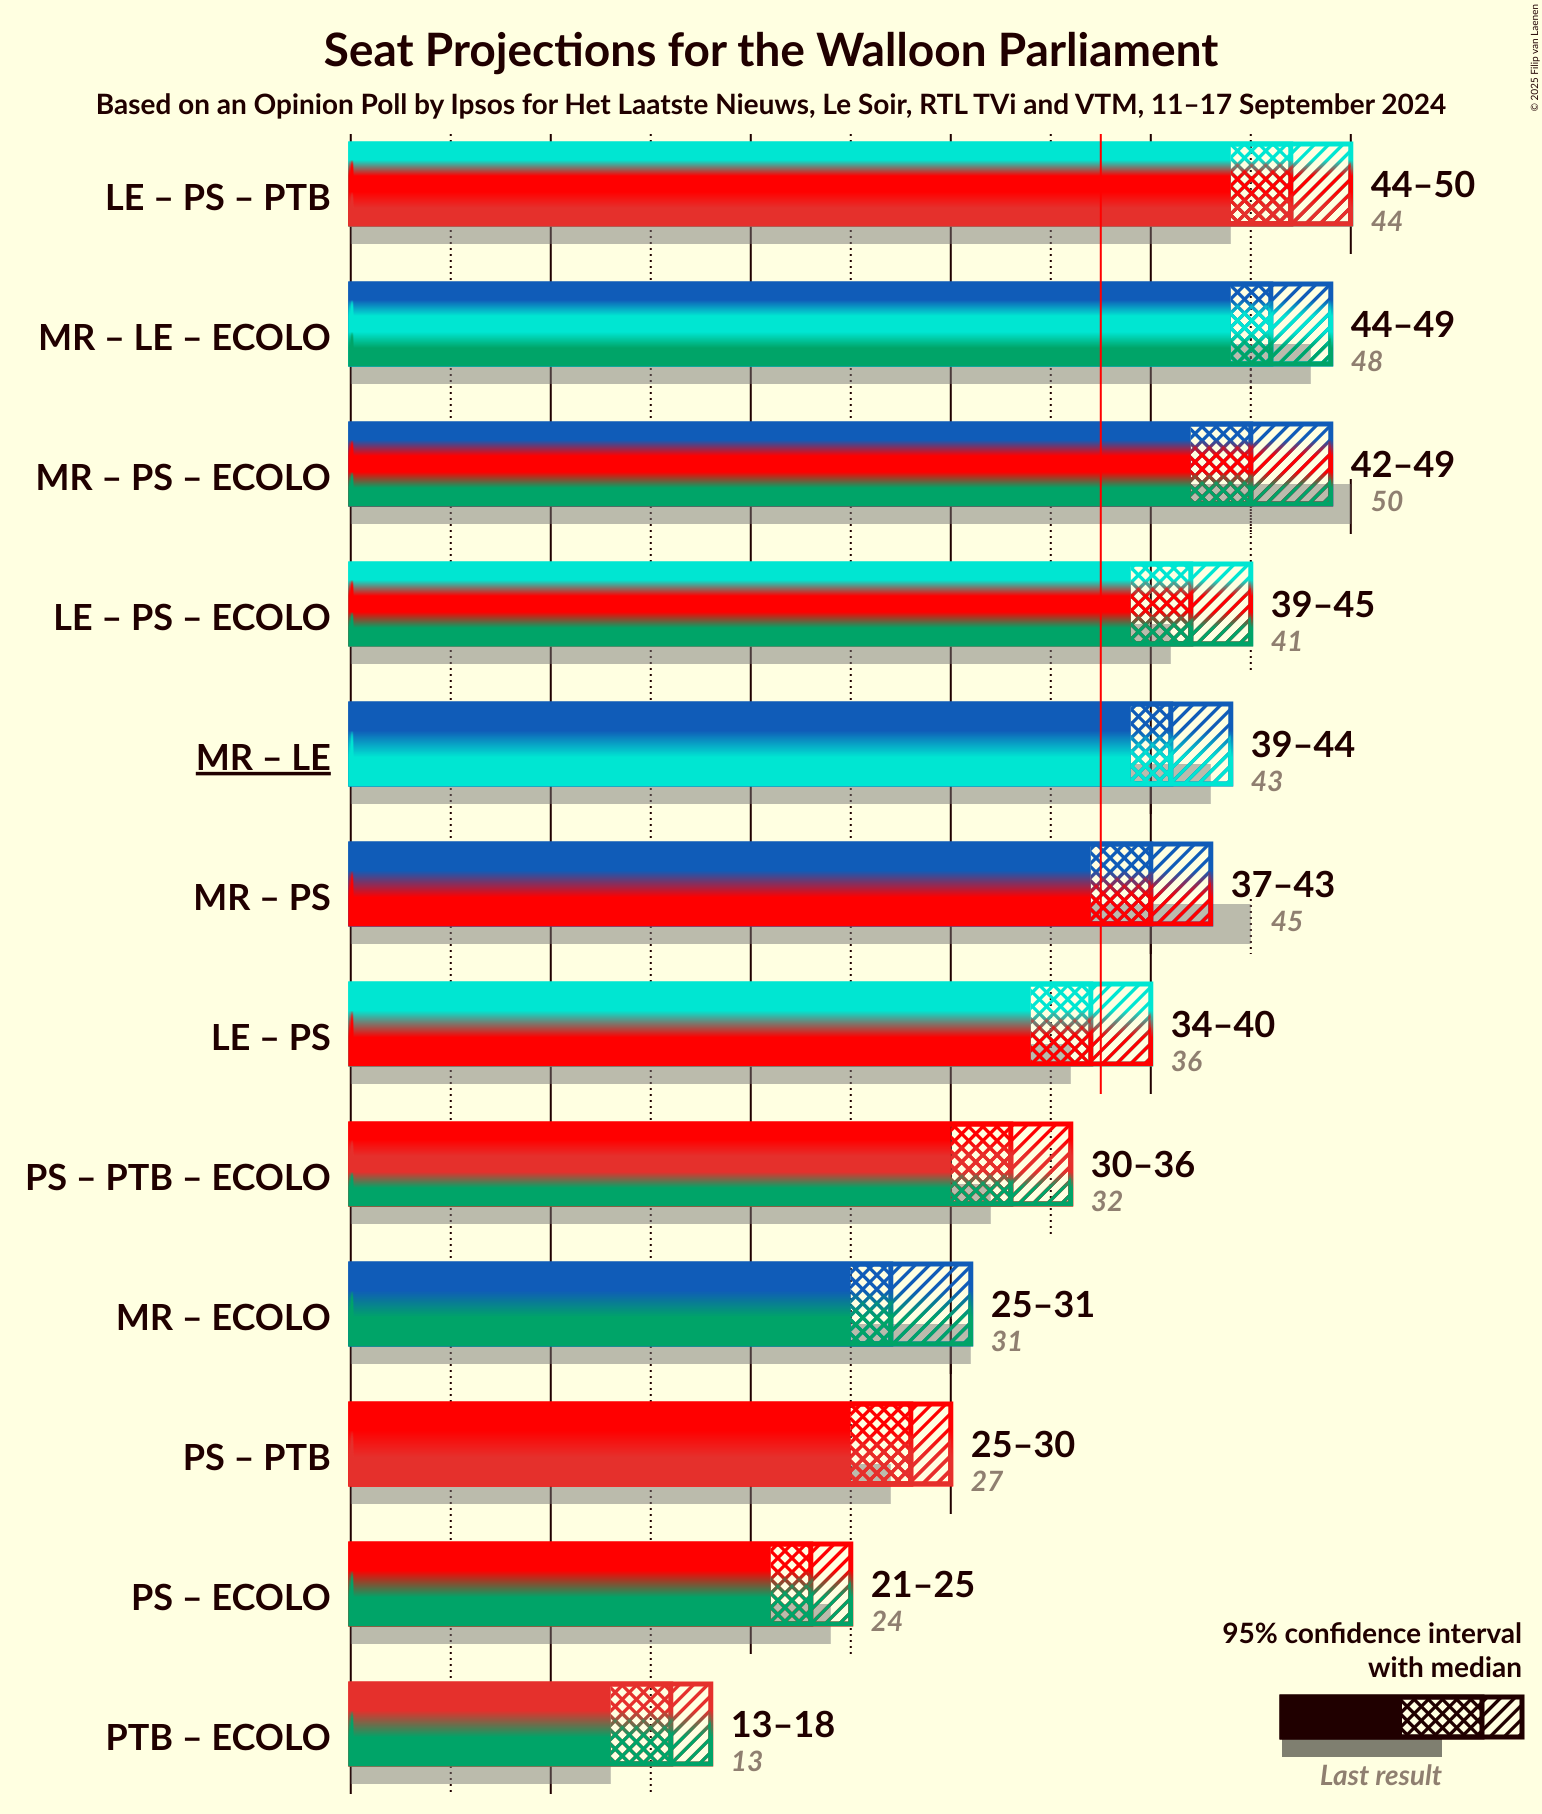 Seat Projections for the Walloon Parliament
Based on an Opinion Poll by Ipsos for Het Laatste Nieuws, Le Soir, RTL TVi and VTM, 11–17 September 2024
© 2025 Filip van Laenen
LE – PS – PTB
44–50
44
MR – LE – ECOLO
44–49
48
MR – PS – ECOLO
42–49
50
LE – PS – ECOLO
39–45
41
MR – LE
39–44
43
MR – PS
37–43
45
LE – PS
34–40
36
PS – PTB – ECOLO
30–36
32
MR – ECOLO
25–31
31
PS – PTB
25–30
27
PS – ECOLO
21–25
24
PTB – ECOLO
13–18
13
95% confidence interval
with median
Last result